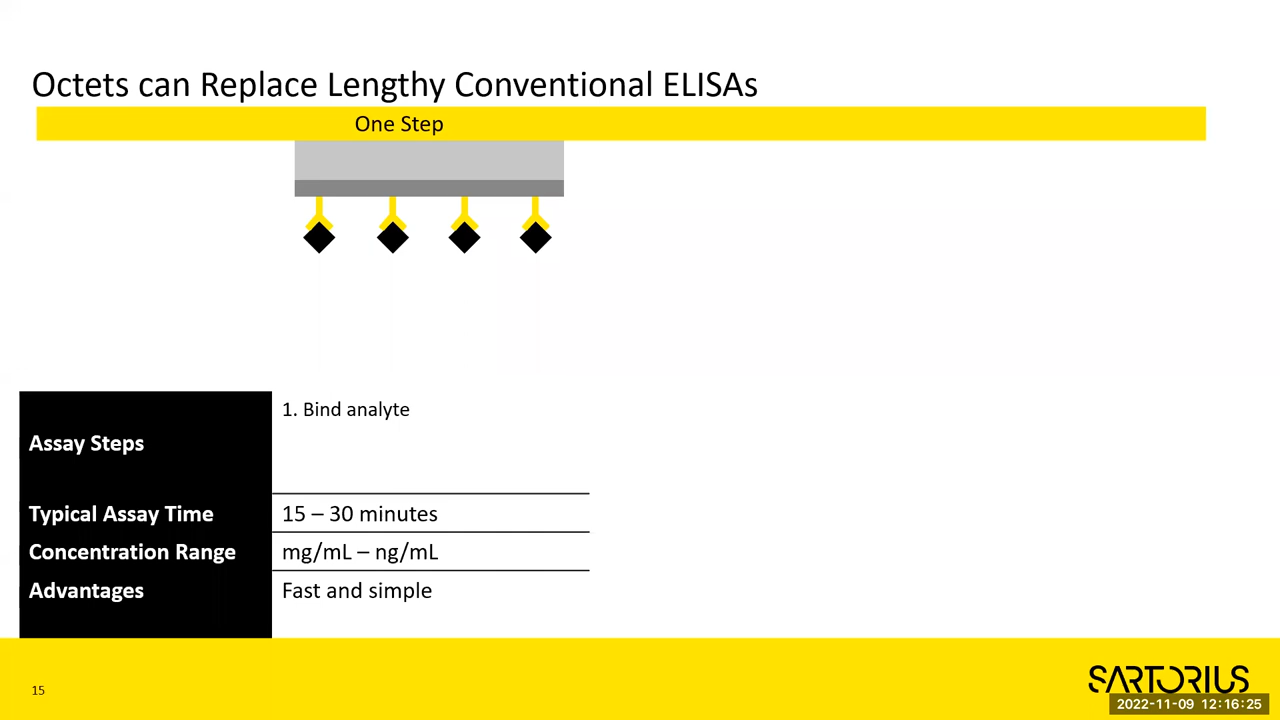 Octets can Replace Lengthy Conventional ELISAs
One Step
Assay Steps
1. Bind analyte
Typical Assay Time
15 – 30 minutes
Concentration Range
mg/mL – ng/mL
Advantages
Fast and simple
15
SARTORIUS
2022-11-09 12:16:25